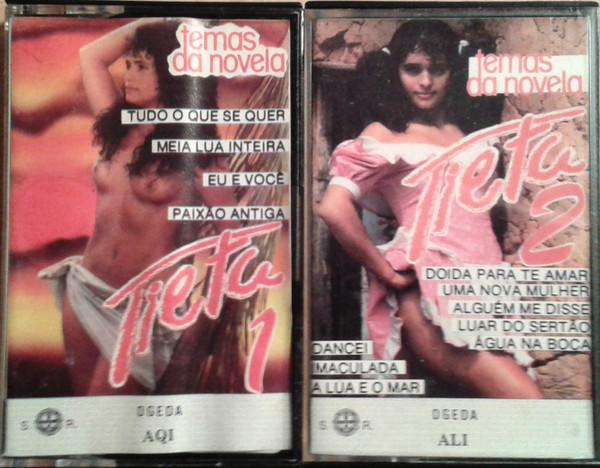 temas
da novela
TUDO O QUE SE QUER
MEIA LUA INTEIRA
EU E VOCÊ
PAIXÃO ANTIGA
Tieta
1
S. R.
OGEDA
AQI
temas
da novela
Tieta
2
DOIDA PARA TE AMAR
UMA NOVA MULHER
ALGUÉM ME DISSE
LUAR DO SERTÃO
ÁGUA NA BOCA
DANCEI
IMACULADA
A LUA E O MAR
S. R.
OGEDA
ALI